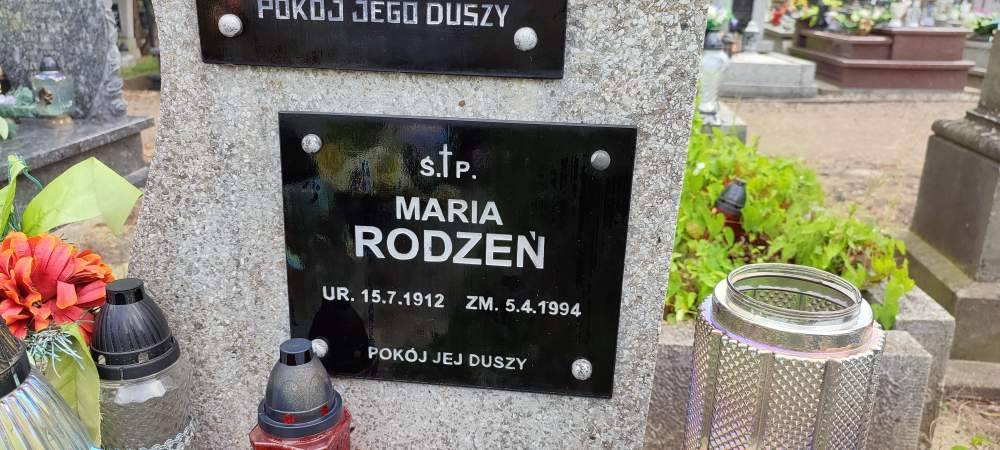 POKÓJ JEGO DUSZY
Ś.†P.
MARIA
RODZEŃ
UR. 15.7.1912 ZM. 5.4.1994
POKÓJ JEJ DUSZY